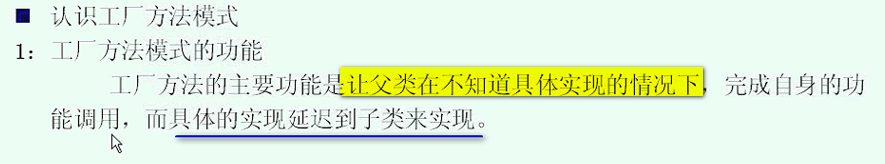 ■ 认识工厂方法模式
1：工厂方法模式的功能
工厂方法的主要功能是让父类在不知道具体实现的情况下，完成自身的功
能调用，而具体的实现延迟到子类来实现。